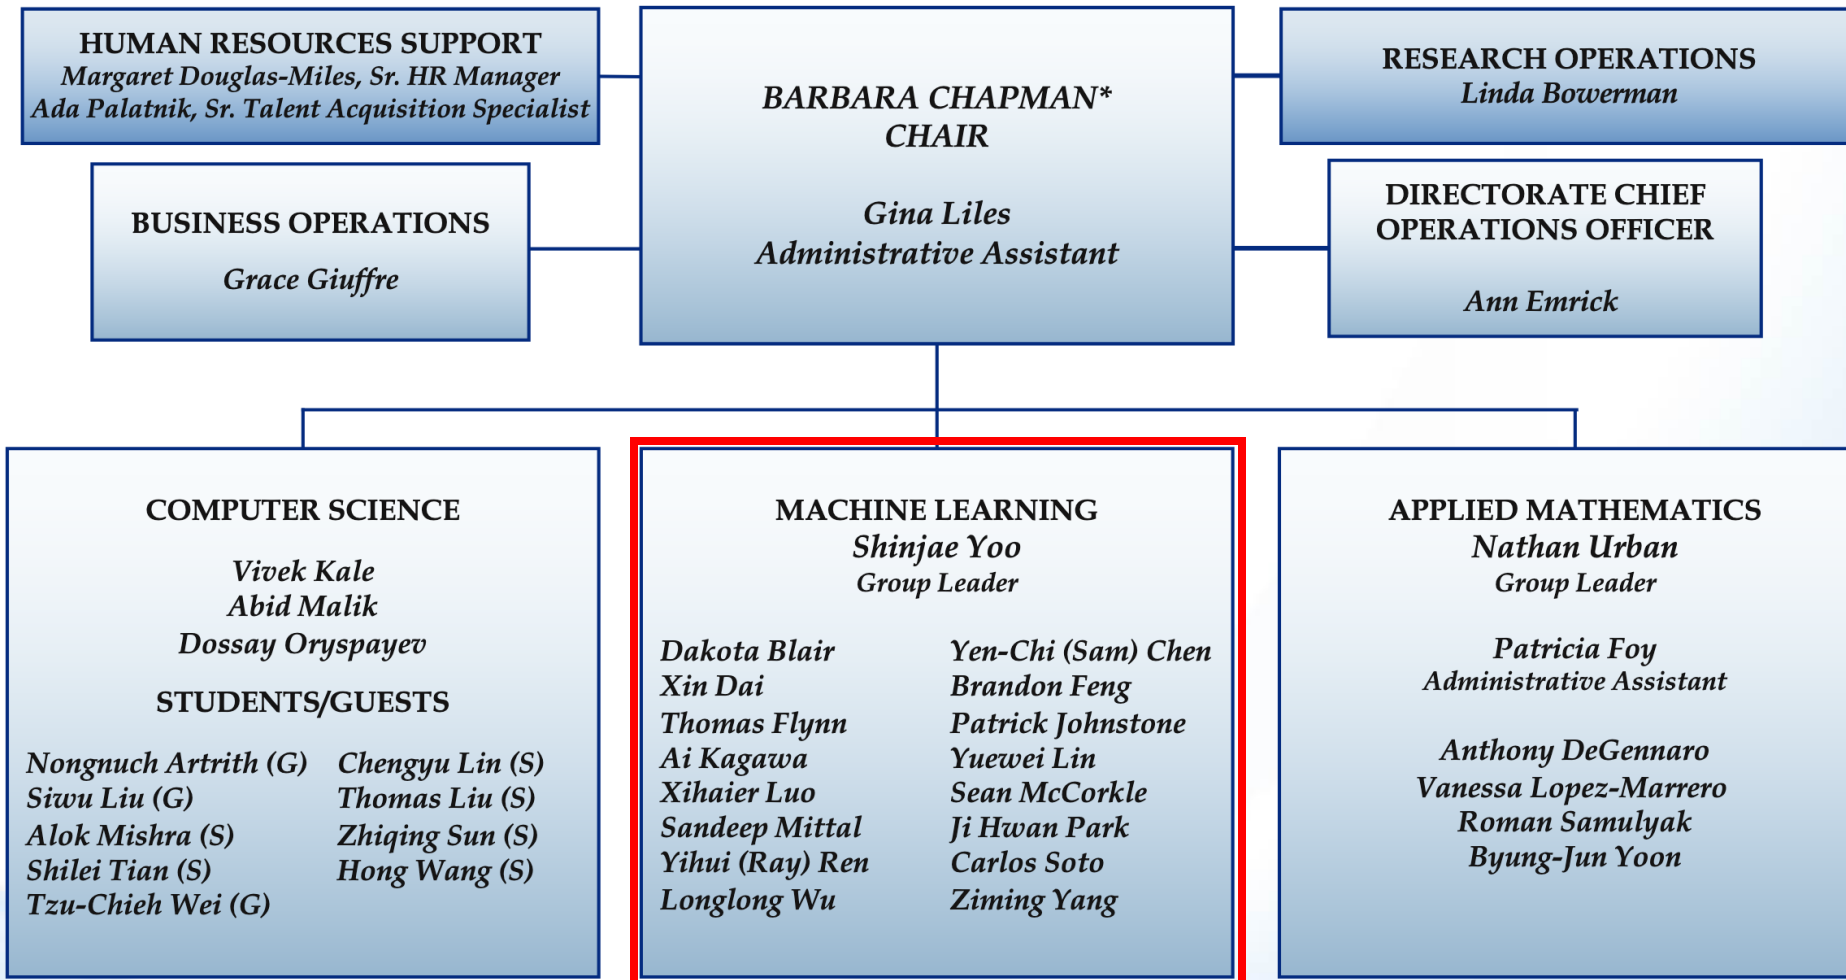 HUMAN RESOURCES SUPPORT
Margaret Douglas-Miles, Sr. HR Manager
Ada Palatnik, Sr. Talent Acquisition Specialist
BARBARA CHAPMAN*
CHAIR
Gina Liles
Administrative Assistant
RESEARCH OPERATIONS
Linda Bowerman
BUSINESS OPERATIONS
Grace Giuffre
DIRECTORATE CHIEF
OPERATIONS OFFICER
Ann Emrick
COMPUTER SCIENCE
Vivek Kale
Abid Malik
Dossay Oryspayev
STUDENTS/GUESTS
Nongnuch Artrith (G) Chengyu Lin (S)
Siwu Liu (G) Thomas Liu (S)
Alok Mishra (S) Zhiqing Sun (S)
Shilei Tian (S) Hong Wang (S)
Tzu-Chieh Wei (G)
MACHINE LEARNING
Shinjae Yoo
Group Leader
Dakota Blair Yen-Chi (Sam) Chen
Xin Dai Brandon Feng
Thomas Flynn Patrick Johnstone
Ai Kagawa Yuewei Lin
Xihaier Luo Sean McCorkle
Sandeep Mittal Ji Hwan Park
Yihui (Ray) Ren Carlos Soto
Longlong Wu Ziming Yang
APPLIED MATHEMATICS
Nathan Urban
Group Leader
Patricia Foy
Administrative Assistant
Anthony DeGennaro
Vanessa Lopez-Marrero
Roman Samulyak
Byung-Jun Yoon